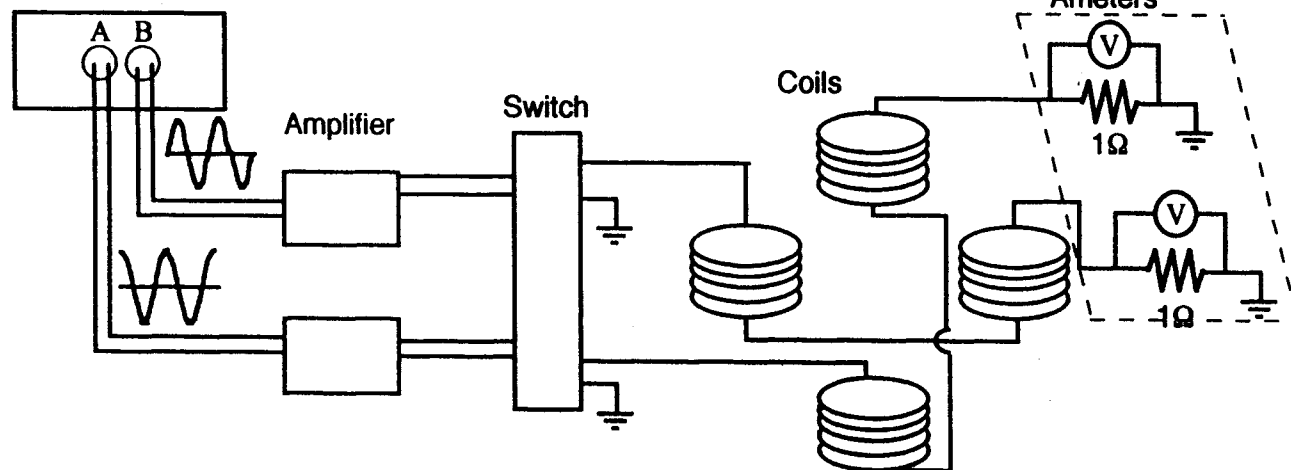 Ameters
A B
V
Coils
Switch
Amplifier
1Ω
V
1Ω